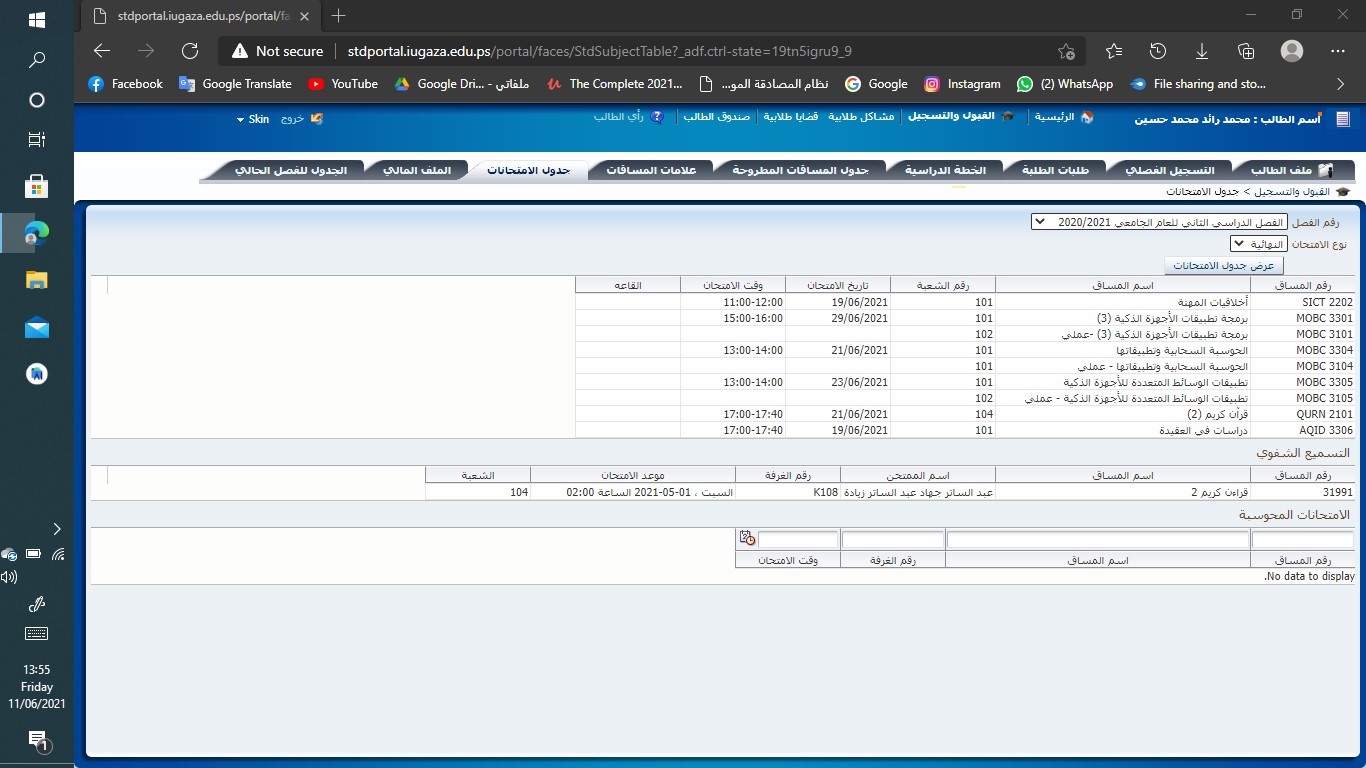 stdportal.iugaza.edu.ps/portal/fa
Not secure | stdportal.iugaza.edu.ps/portal/faces/StdSubjectTable?_adf.ctrl-state=19tn5igru9_9
Facebook Google Translate YouTube Google Dri... - ملفاتي The Complete 2021... نظام المصادقة المو... Google Instagram (2) WhatsApp File sharing and sto...
أسم الطالب : محمد رائد محمد حسين الرئيسية القبول والتسجيل مشاكل طلابية قضايا طلابية صندوق الطالب رأي الطالب خروج Skin
ملف الطالب التسجيل الفصلي طلبات الطلبة الخطة الدراسية جدول المساقات المطروحة علامات المساقات جدول الامتحانات الملف المالي الجدول للفصل الحالي
القبول والتسجيل > جدول الامتحانات
رقم الفصل الفصل الدراسي الثاني للعام الجامعي 2020/2021
نوع الامتحان النهائية
عرض جدول الامتحانات
رقم المساق اسم المساق رقم الشعبة تاريخ الامتحان وقت الامتحان القاعه
SICT 2202 أخلاقيات المهنة 101 19/06/2021 11:00-12:00
MOBC 3301 برمجة تطبيقات الأجهزة الذكية (3) 101 29/06/2021 15:00-16:00
MOBC 3101 برمجة تطبيقات الأجهزة الذكية (3) -عملي 102
MOBC 3304 الحوسبة السحابية وتطبيقاتها 101 21/06/2021 13:00-14:00
MOBC 3104 الحوسبة السحابية وتطبيقاتها - عملي 101
MOBC 3305 تطبيقات الوسائط المتعددة للأجهزة الذكية 101 23/06/2021 13:00-14:00
MOBC 3105 تطبيقات الوسائط المتعددة للأجهزة الذكية - عملي 102
QURN 2101 قرآن كريم (2) 104 21/06/2021 17:00-17:40
AQID 3306 دراسات في العقيدة 101 19/06/2021 17:00-17:40
التسميع الشفوي
رقم المساق اسم المساق اسم الممتحن رقم الغرفة موعد الامتحان الشعبة
31991 قراءن كريم 2 عبد الساتر جهاد عبد الساتر زيادة K108 السبت ، 01-05-2021 الساعة 02:00 104
الامتحانات المحوسبة
رقم المساق اسم المساق رقم الغرفة وقت الامتحان
No data to display.
13:55
Friday
11/06/2021
1